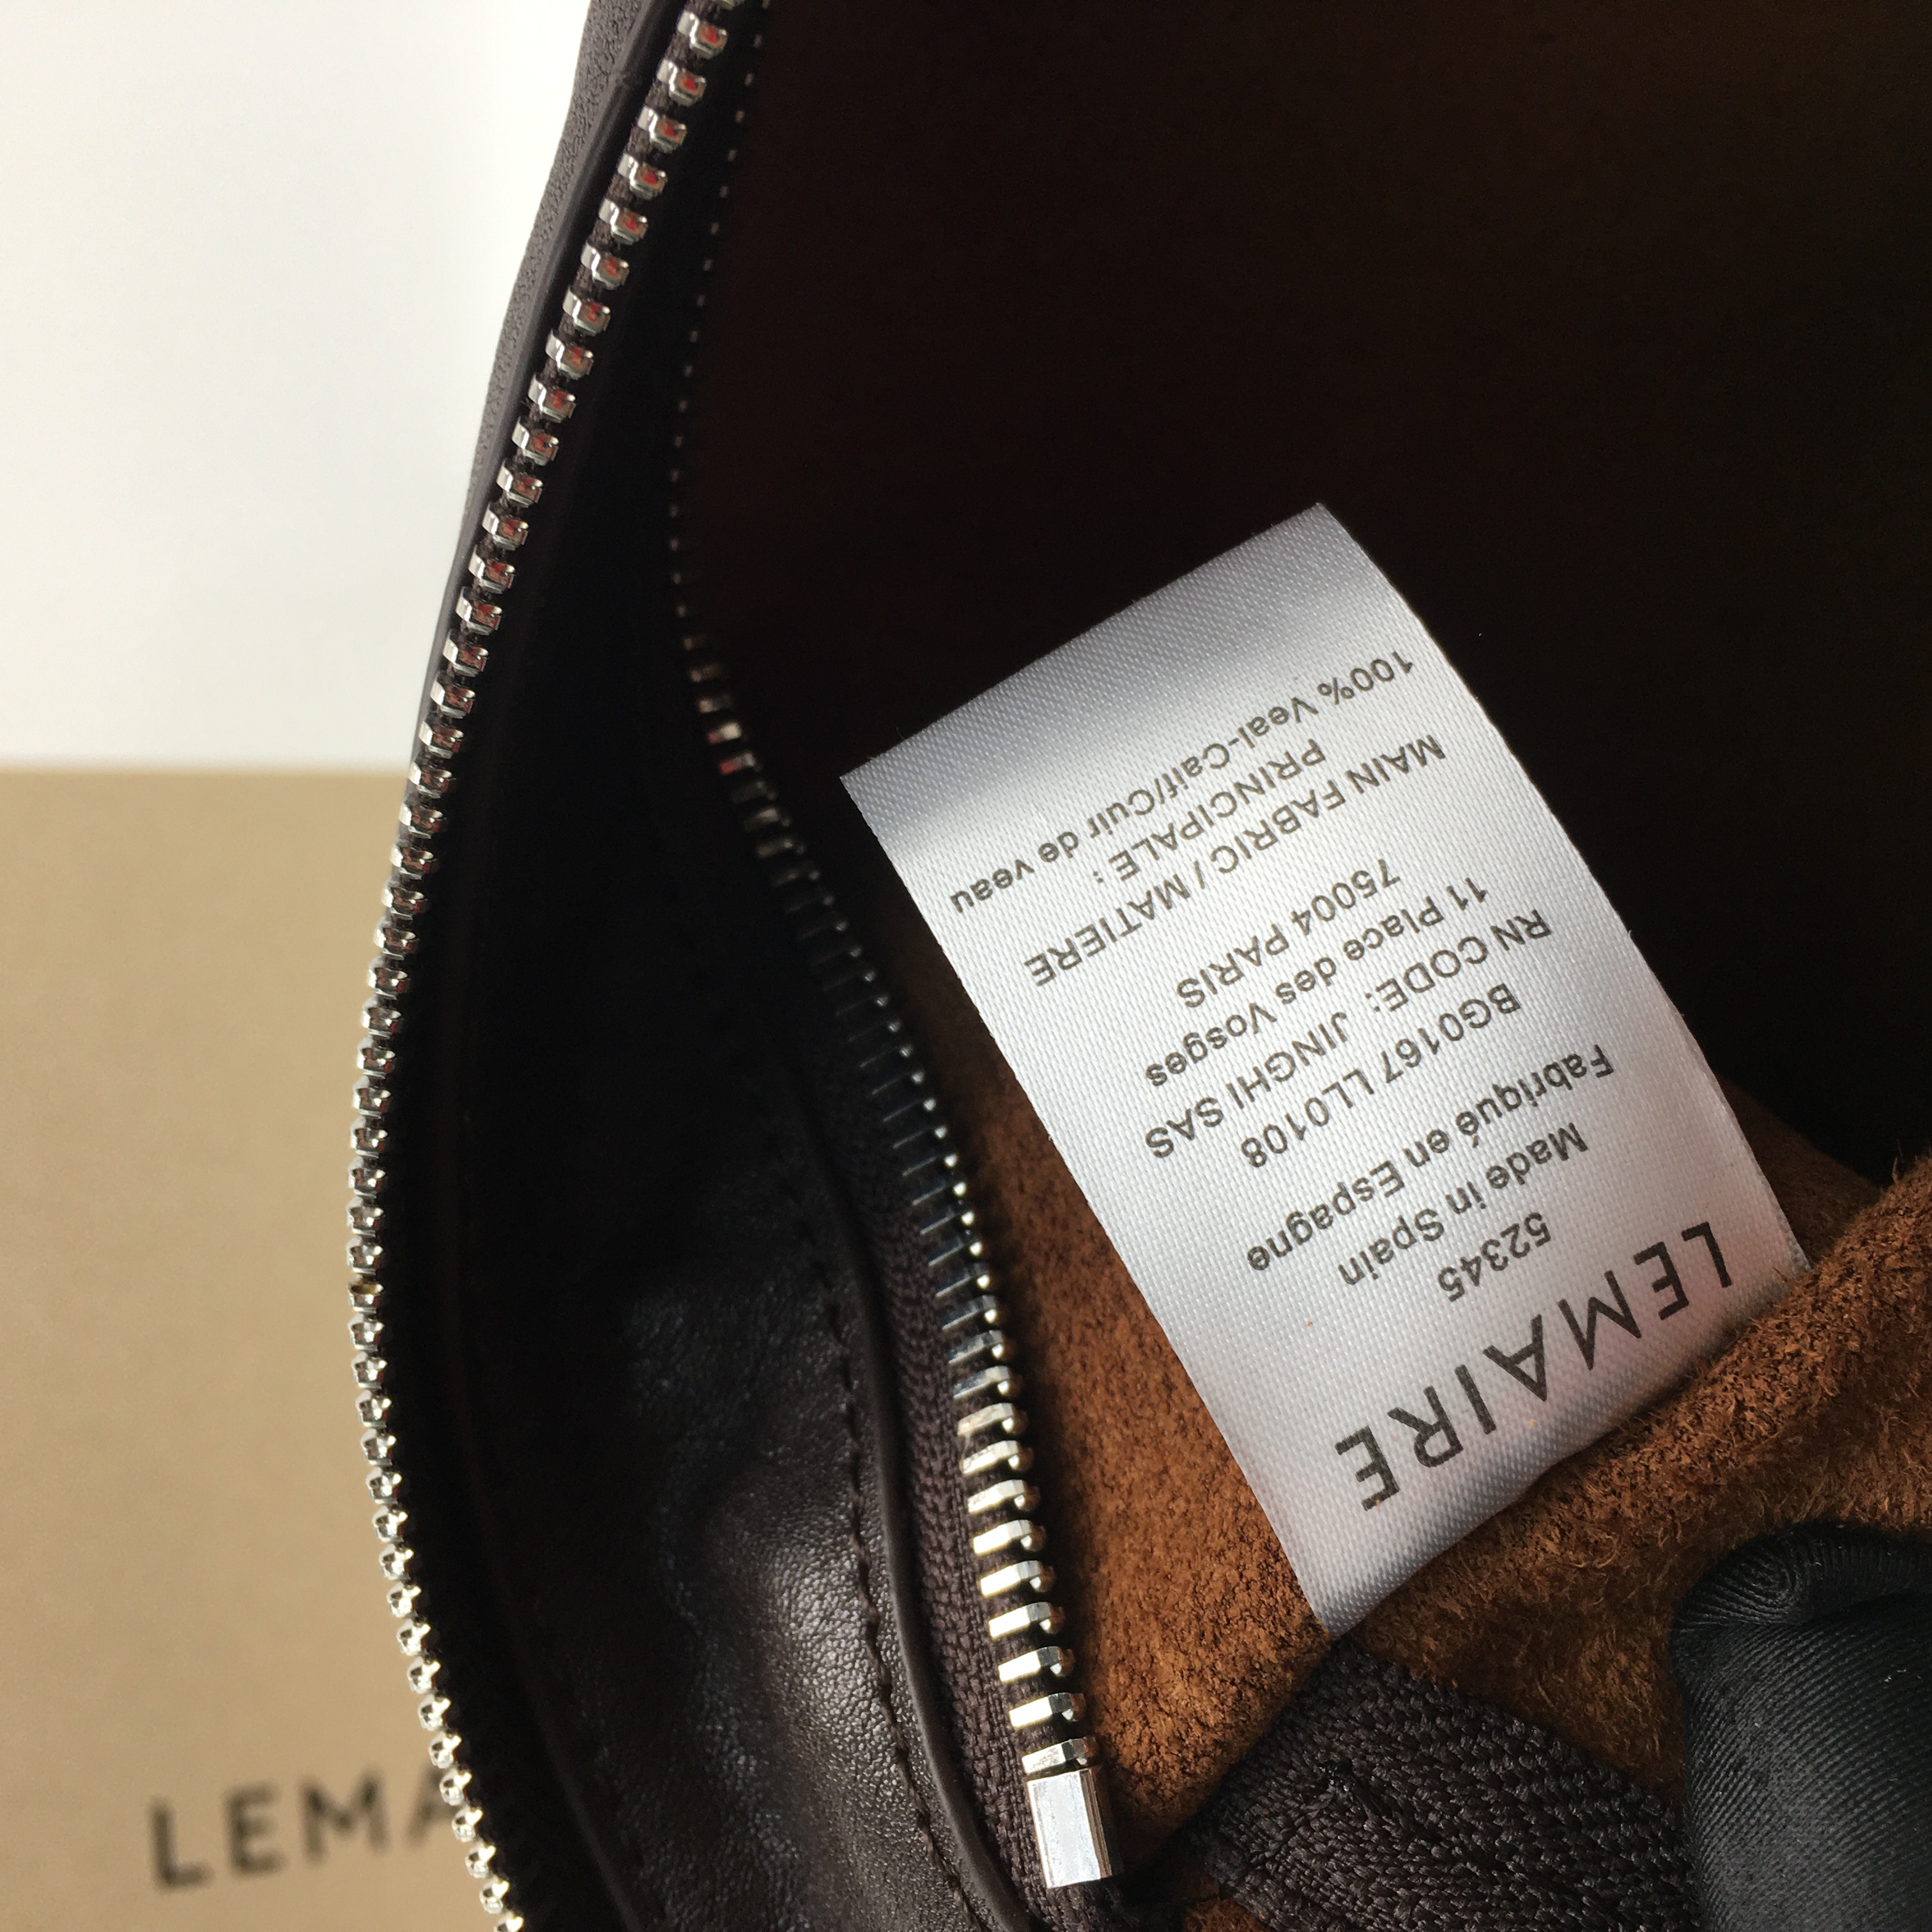 LEMAIRE
52345
Made in Spain
Fabriqué en Espagne
BG0167 LL0108
RN CODE: JINGHI SAS
11 Place des Vosges
75004 PARIS
MAIN FABRIC / MATIERE
PRINCIPALE :
100% Veal-Calf/Cuir de veau
LEMA